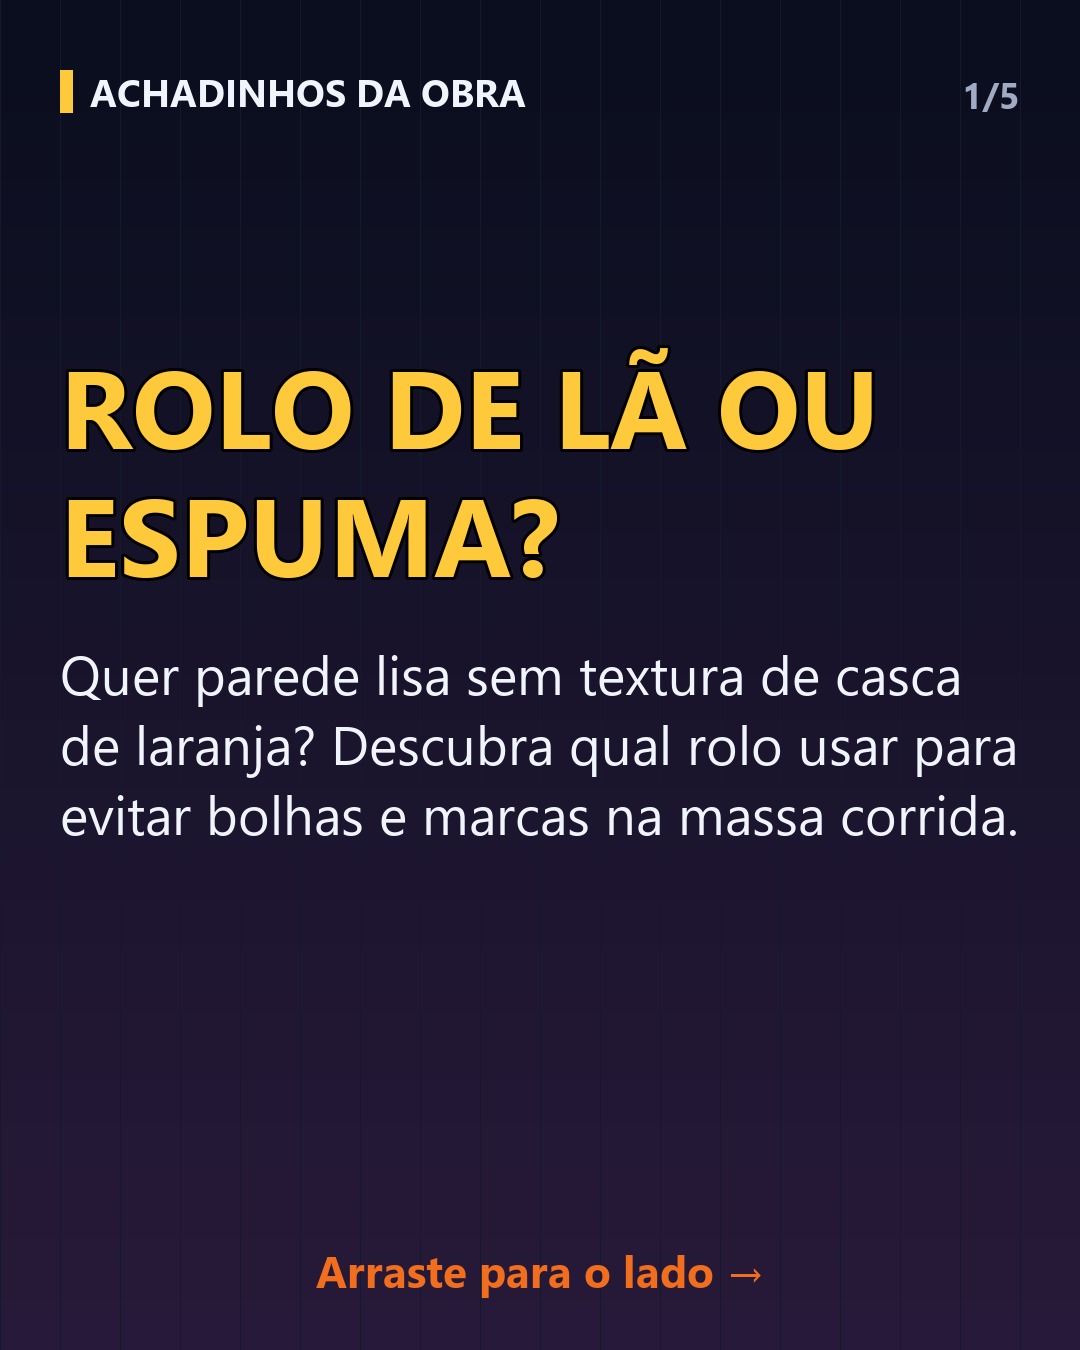 ACHADINHOS DA OBRA
1/5
ROLO DE LÃ OU
ESPUMA?
Quer parede lisa sem textura de casca
de laranja? Descubra qual rolo usar para
evitar bolhas e marcas na massa corrida.
Arraste para o lado →